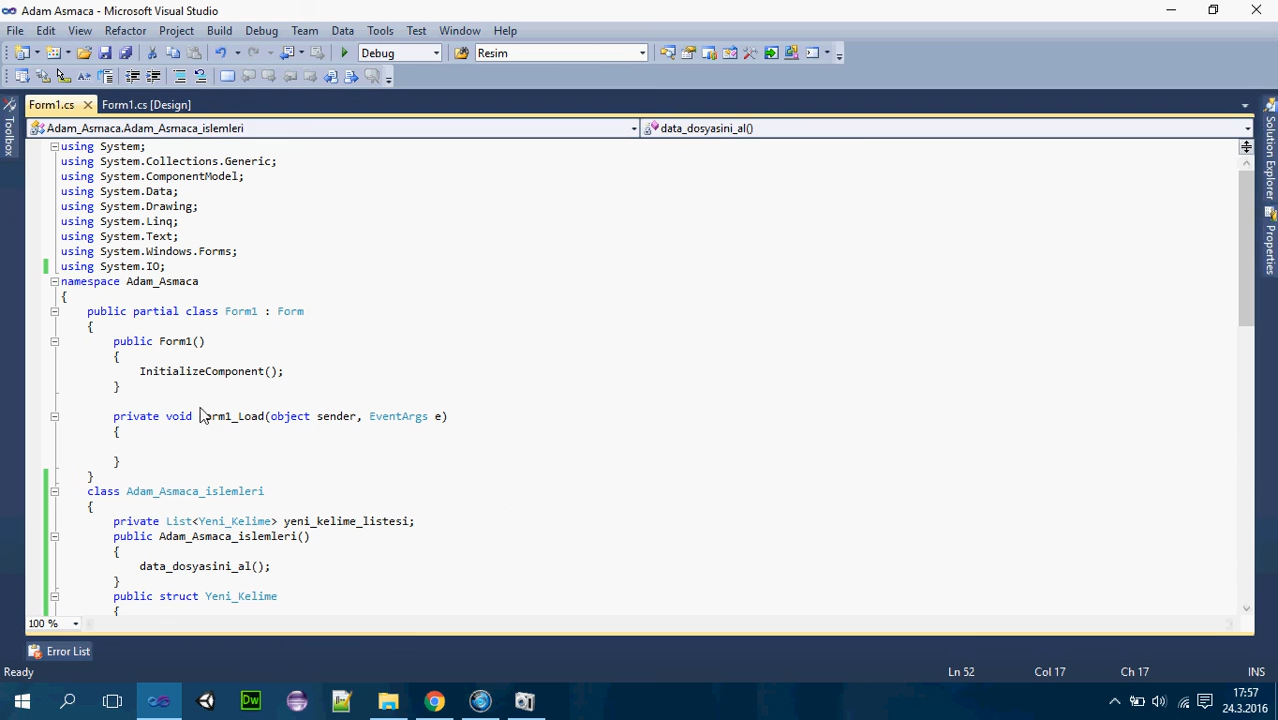 Adam Asmaca - Microsoft Visual Studio
File Edit View Refactor Project Build Debug Team Data Tools Test Window Help
Debug Resim
Form1.cs Form1.cs [Design]
Adam_Asmaca.Adam_Asmaca_islemleri data_dosyasini_al()
Toolbox
Solution Explorer
Properties
using System;
using System.Collections.Generic;
using System.ComponentModel;
using System.Data;
using System.Drawing;
using System.Linq;
using System.Text;
using System.Windows.Forms;
using System.IO;
namespace Adam_Asmaca
{
public partial class Form1 : Form
{
public Form1()
{
InitializeComponent();
}
private void Form1_Load(object sender, EventArgs e)
{
}
}
class Adam_Asmaca_islemleri
{
private List<Yeni_Kelime> yeni_kelime_listesi;
public Adam_Asmaca_islemleri()
{
data_dosyasini_al();
}
public struct Yeni_Kelime
{
100 %
Error List
Ready Ln 52 Col 17 Ch 17 INS
Dw
17:57
24.3.2016